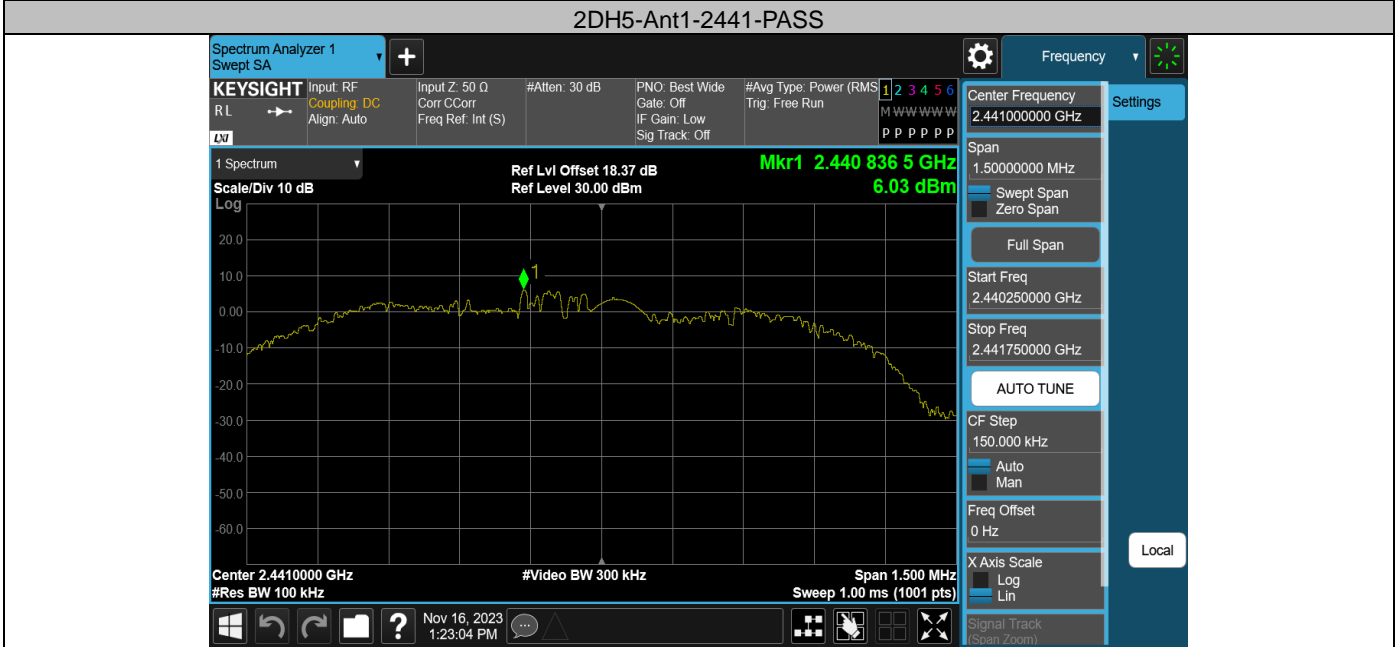 2DH5-Ant1-2441-PASS
Spectrum Analyzer 1
Swept SA
+
Frequency
KEYSIGHT
RL
LXI
Input: RF
Coupling: DC
Align: Auto
Input Z: 50 Ω
Corr CCorr
Freq Ref: Int (S)
#Atten: 30 dB
PNO: Best Wide
Gate: Off
IF Gain: Low
Sig Track: Off
#Avg Type: Power (RMS
Trig: Free Run
1 2 3 4 5 6
M W W W W W
P P P P P P
1 Spectrum
Scale/Div 10 dB
Ref Lvl Offset 18.37 dB
Ref Level 30.00 dBm
Mkr1 2.440 836 5 GHz
6.03 dBm
Log
20.0
10.0
0.00
-10.0
-20.0
-30.0
-40.0
-50.0
-60.0
1
Center 2.4410000 GHz
#Res BW 100 kHz
#Video BW 300 kHz
Span 1.500 MHz
Sweep 1.00 ms (1001 pts)
?
Nov 16, 2023
1:23:04 PM
Center Frequency
2.441000000 GHz
Span
1.50000000 MHz
Swept Span
Zero Span
Full Span
Start Freq
2.440250000 GHz
Stop Freq
2.441750000 GHz
AUTO TUNE
CF Step
150.000 kHz
Auto
Man
Freq Offset
0 Hz
X Axis Scale
Log
Lin
Signal Track
(Span Zoom)
Settings
Local